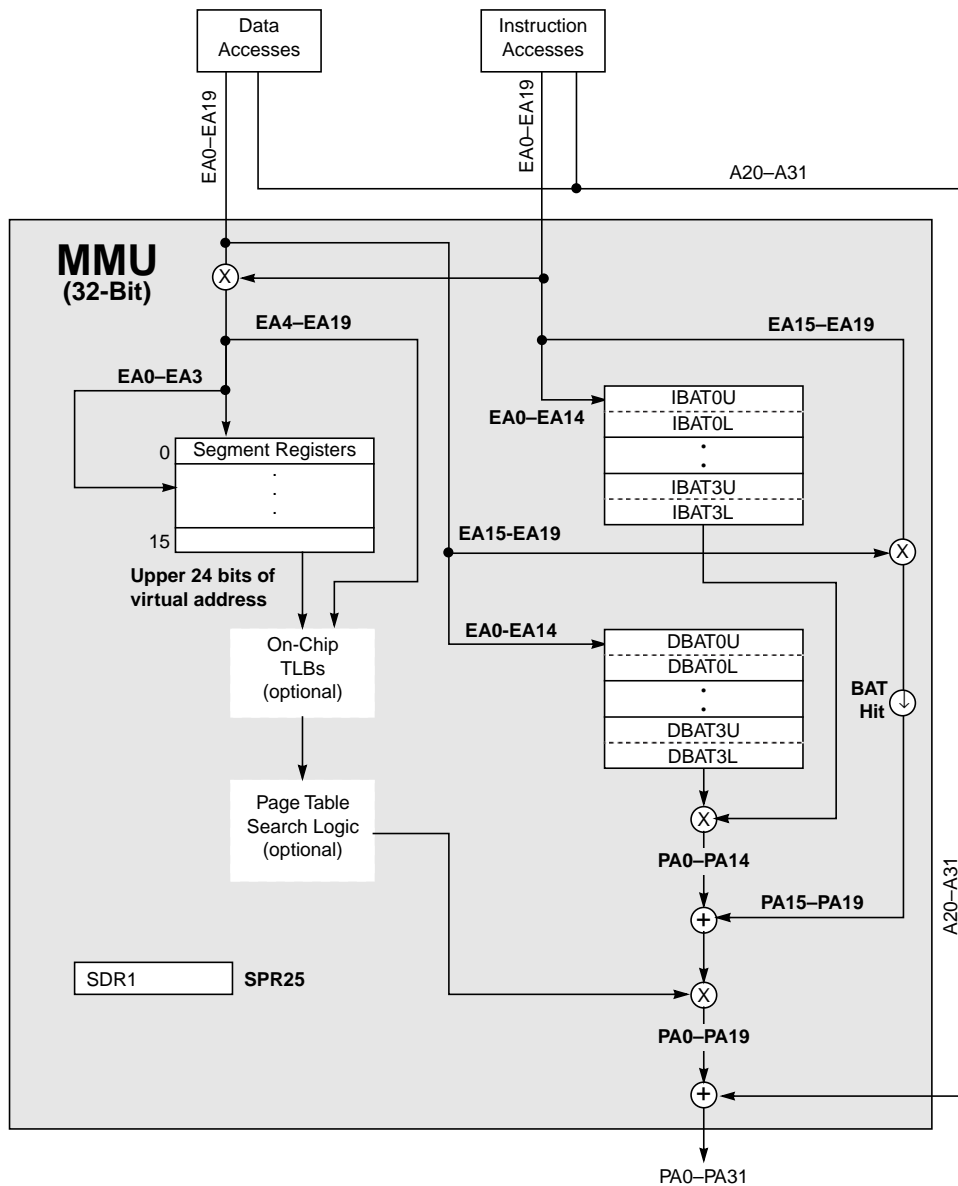 Data
Accesses
Instruction
Accesses
EA0–EA19
EA0–EA19
A20–A31
MMU
(32-Bit)
X
EA4–EA19
EA15–EA19
EA0–EA3
EA0–EA14
IBAT0U
IBAT0L
.
.
IBAT3U
IBAT3L
0
Segment Registers
.
.
.
15
EA15-EA19
X
Upper 24 bits of
virtual address
On-Chip
TLBs
(optional)
EA0-EA14
DBAT0U
DBAT0L
.
.
DBAT3U
DBAT3L
BAT
Hit
↓
Page Table
Search Logic
(optional)
X
PA0–PA14
PA15–PA19
+
A20–A31
SDR1
SPR25
X
PA0–PA19
+
PA0–PA31